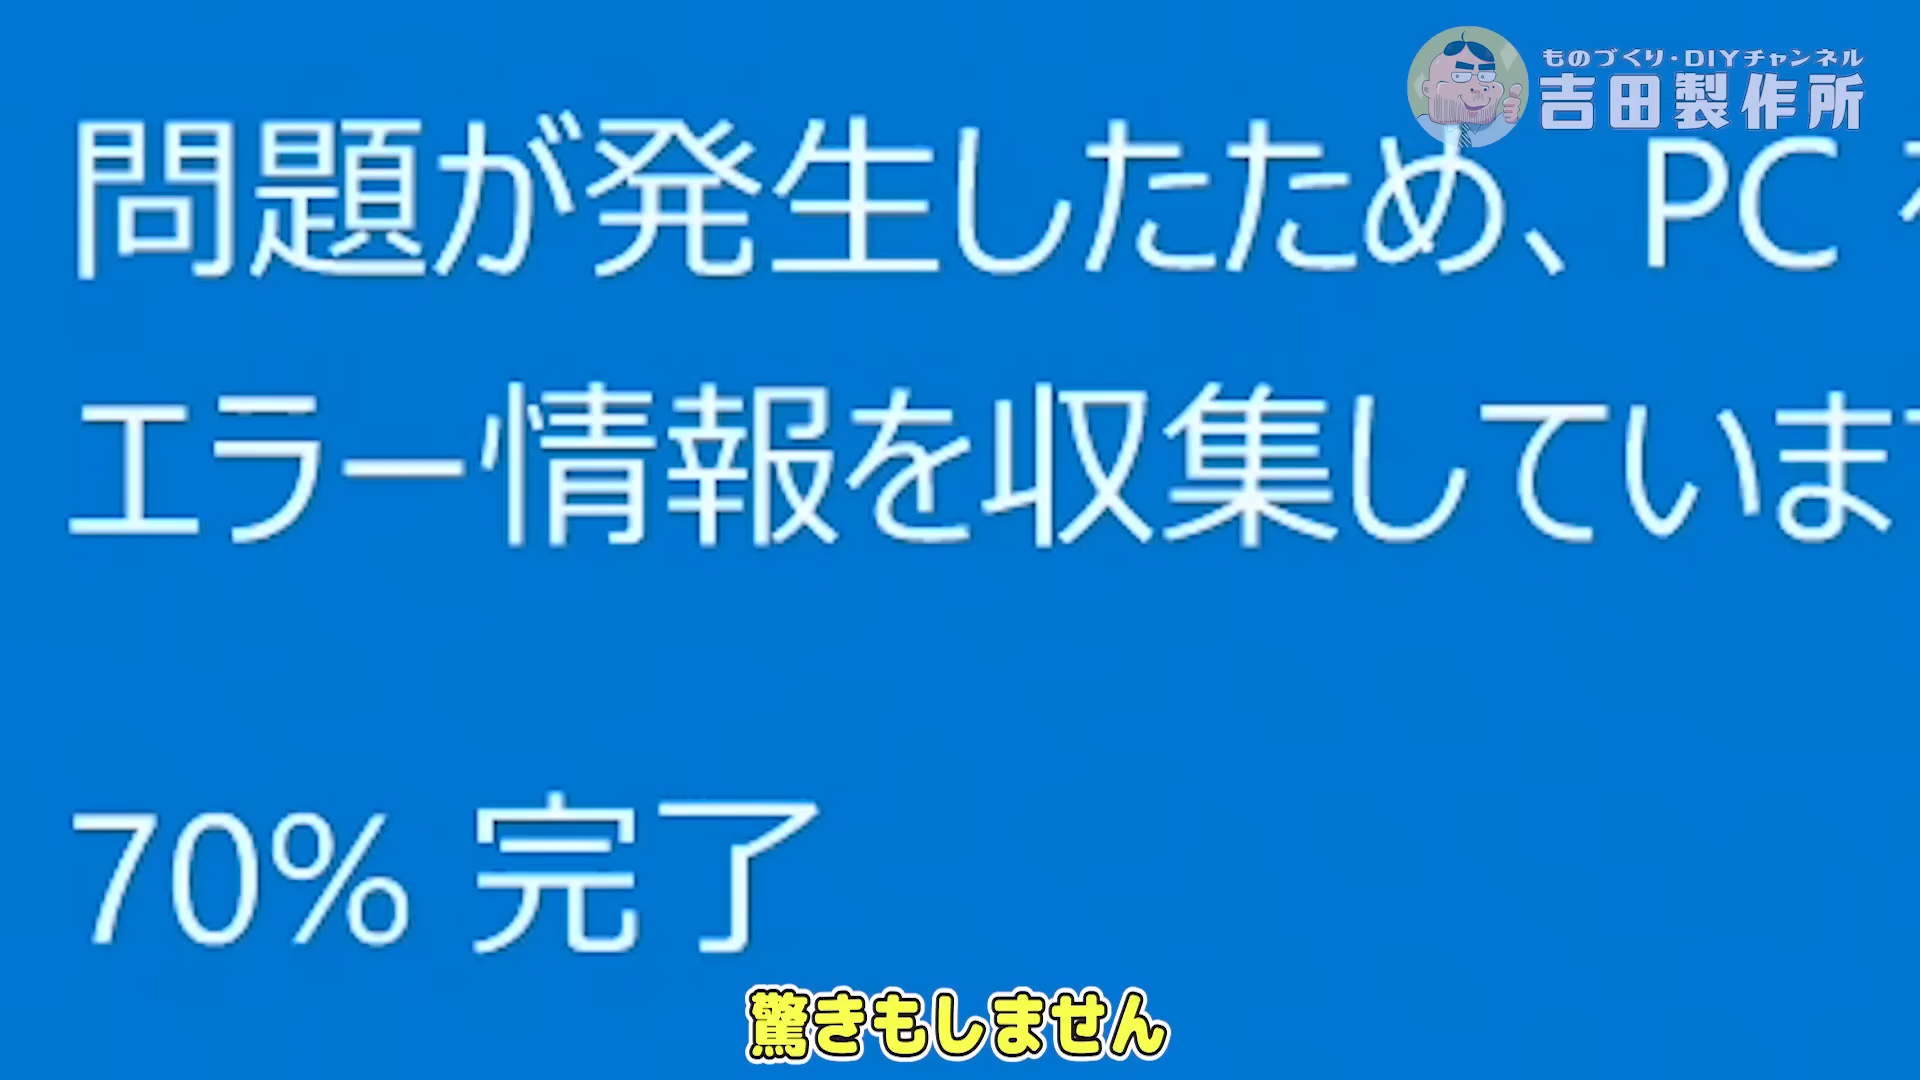 ものづくり・DIYチャンネル
吉田製作所
問題が発生したため、PC
エラー情報を収集していま
70% 完了
驚きもしません